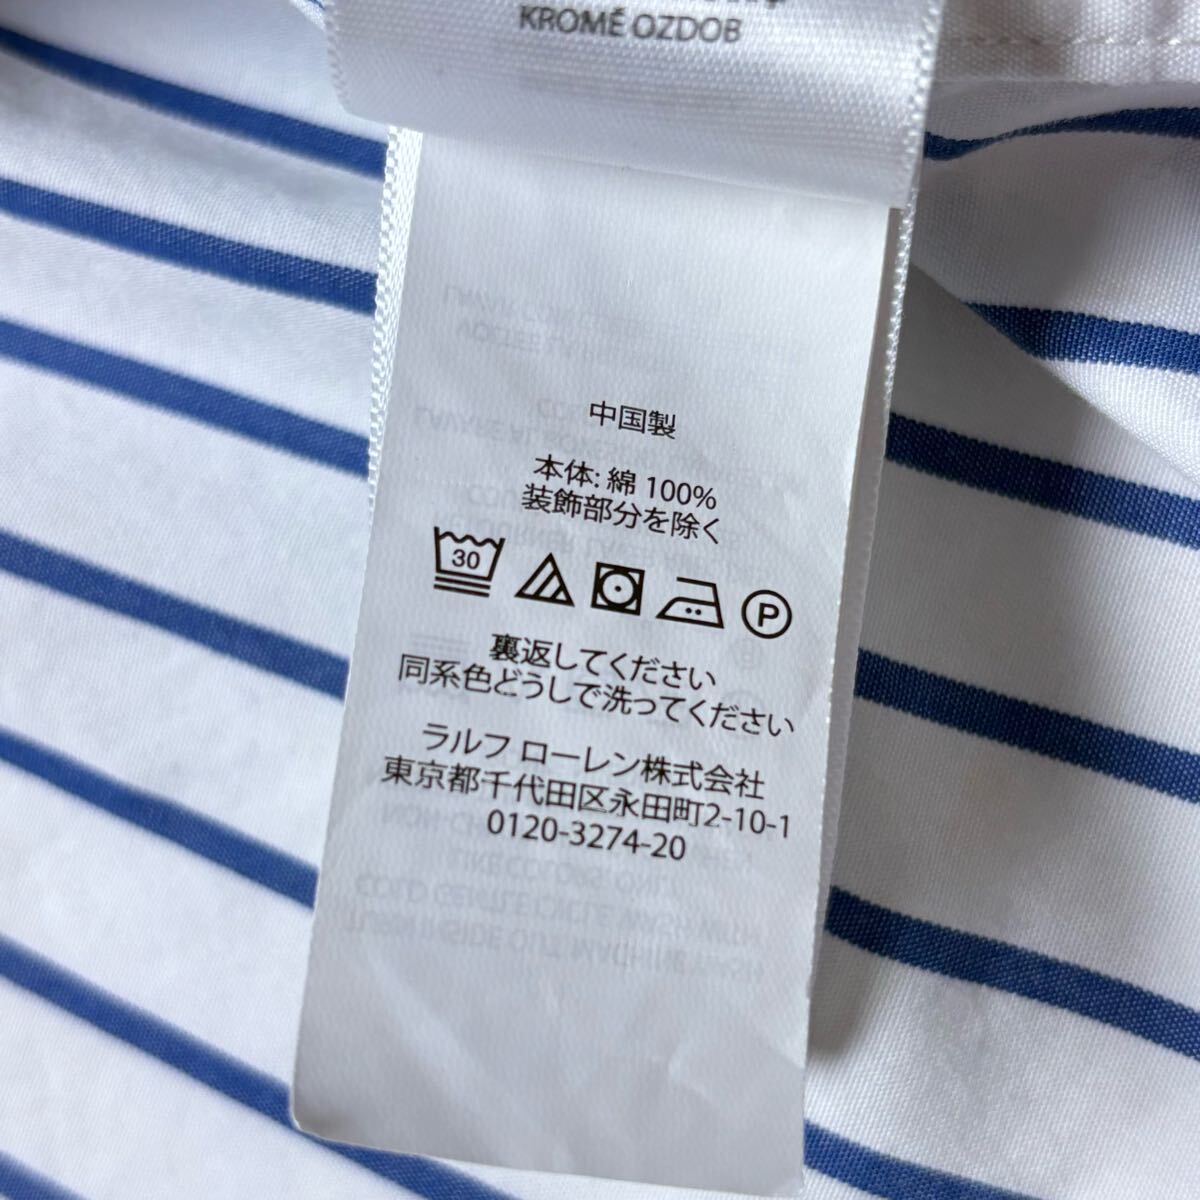 KROMÉ OZDOB
中国製
本体: 綿 100%
装飾部分を除く
30
P
裏返してください
同系色どうしで洗ってください
ラルフ ローレン株式会社
東京都千代田区永田町2-10-1
0120-3274-20